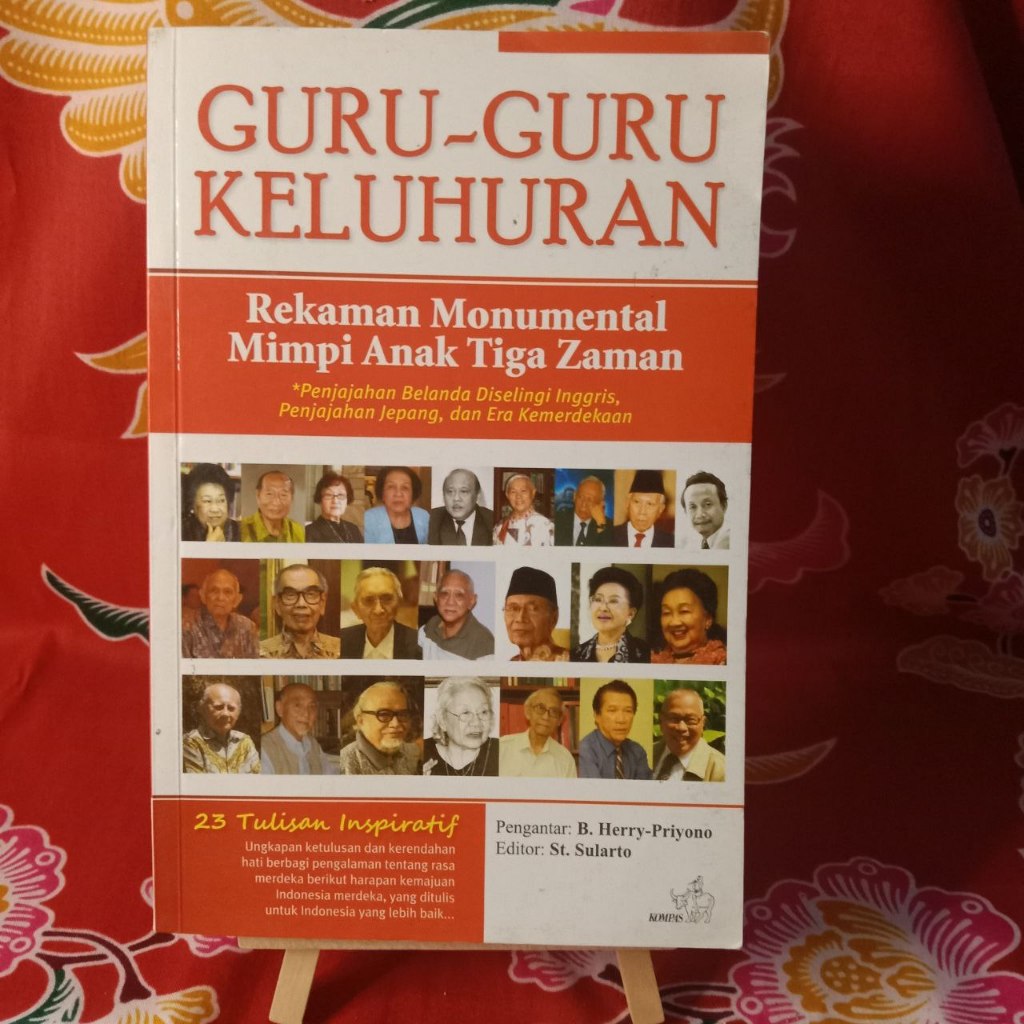 GURU-GURU
KELUHURAN
Rekaman Monumental
Mimpi Anak Tiga Zaman
*Penjajahan Belanda Diselingi Inggris,
Penjajahan Jepang, dan Era Kemerdekaan
23 Tulisan Inspiratif
Ungkapan ketulusan dan kerendahan
hati berbagi pengalaman tentang rasa
merdeka berikut harapan kemajuan
Indonesia merdeka, yang ditulis
untuk Indonesia yang lebih baik...
Pengantar: B. Herry-Priyono
Editor: St. Sularto
KOMPAS